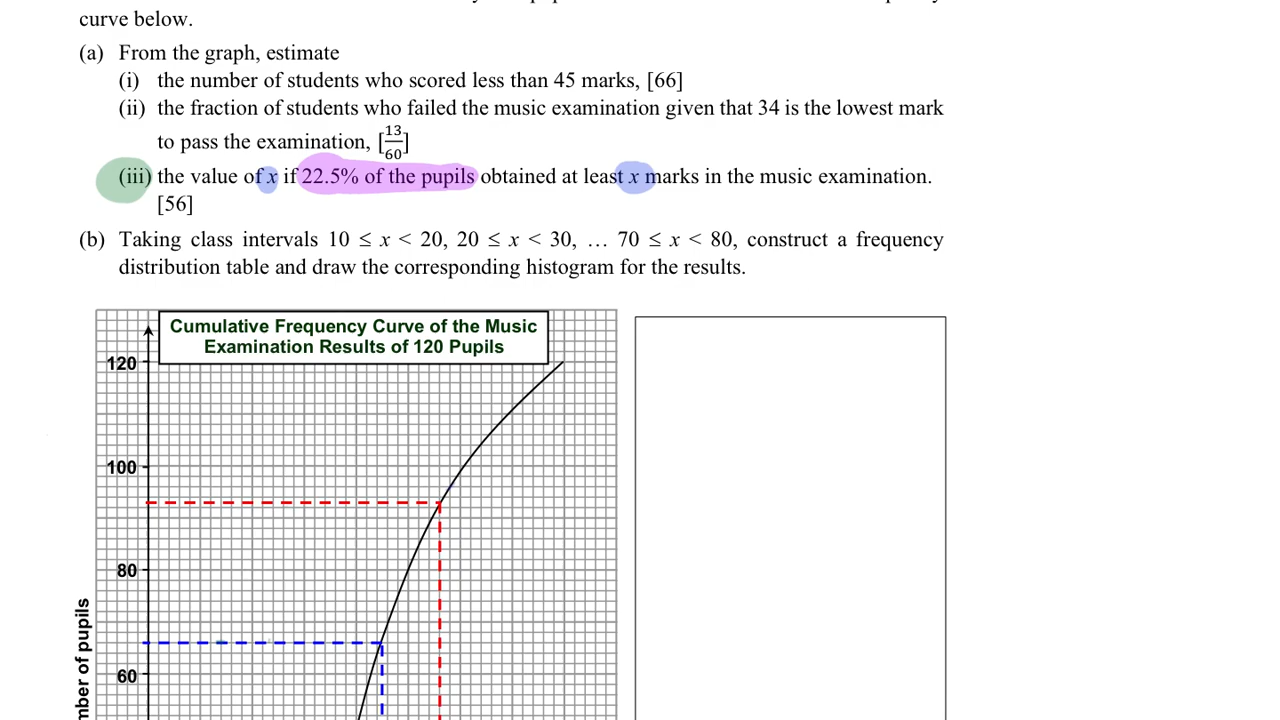 curve below.
(a) From the graph, estimate
(i) the number of students who scored less than 45 marks, [66]
(ii) the fraction of students who failed the music examination given that 34 is the lowest mark
to pass the examination, [13/60]
(iii) the value of x if 22.5% of the pupils obtained at least x marks in the music examination.
[56]
(b) Taking class intervals 10 ≤ x < 20, 20 ≤ x < 30, … 70 ≤ x < 80, construct a frequency
distribution table and draw the corresponding histogram for the results.
Cumulative Frequency Curve of the Music
Examination Results of 120 Pupils
120
100
80
60
of pupils